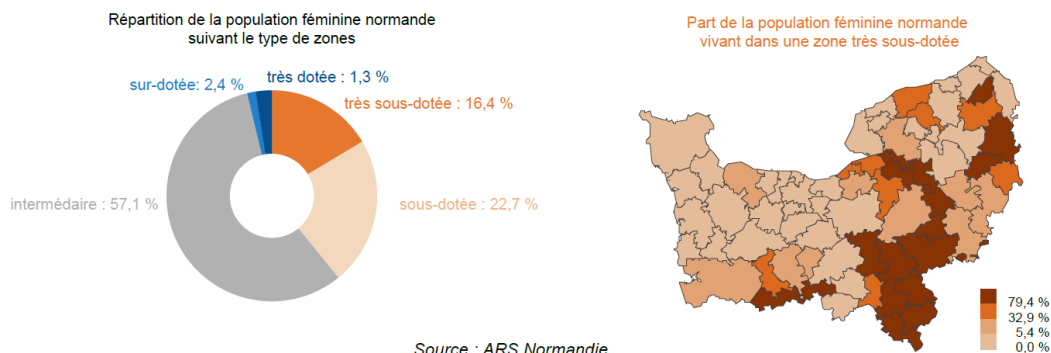 Répartition de la population féminine normande
suivant le type de zones
sur-dotée: 2,4 %
très dotée : 1,3 %
très sous-dotée : 16,4 %
intermédaire : 57,1 %
sous-dotée : 22,7 %
Part de la population féminine normande
vivant dans une zone très sous-dotée
79,4 %
32,9 %
5,4 %
0,0 %
Source : ARS Normandie